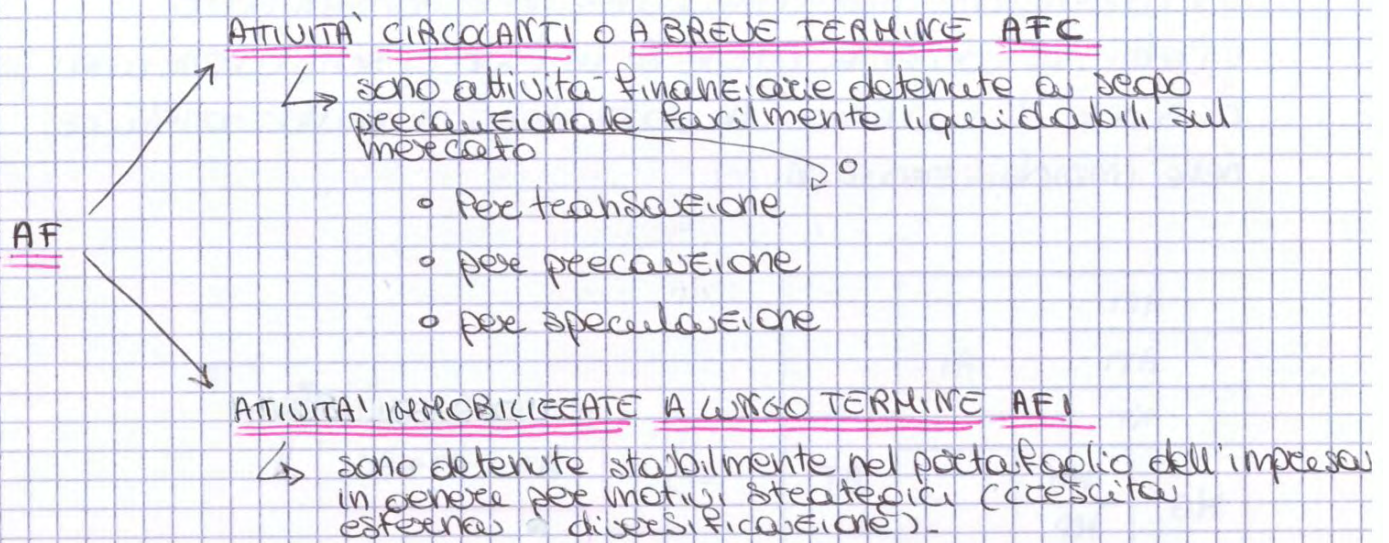 ATTIVITA' CIRCOLANTI O A BREVE TERMINE AFC
sono attività finanziarie detenute a scopo
precauzionale facilmente liquidabili sul
mercato
• Per transazione
AF
• per precauzione
• per speculazione
ATTIVITA' IMMOBILIZZATE A LUNGO TERMINE AFI
sono detenute stabilmente nel portafoglio dell'impresa
in genere per motivi strategici (crescita
esterna diversificazione).